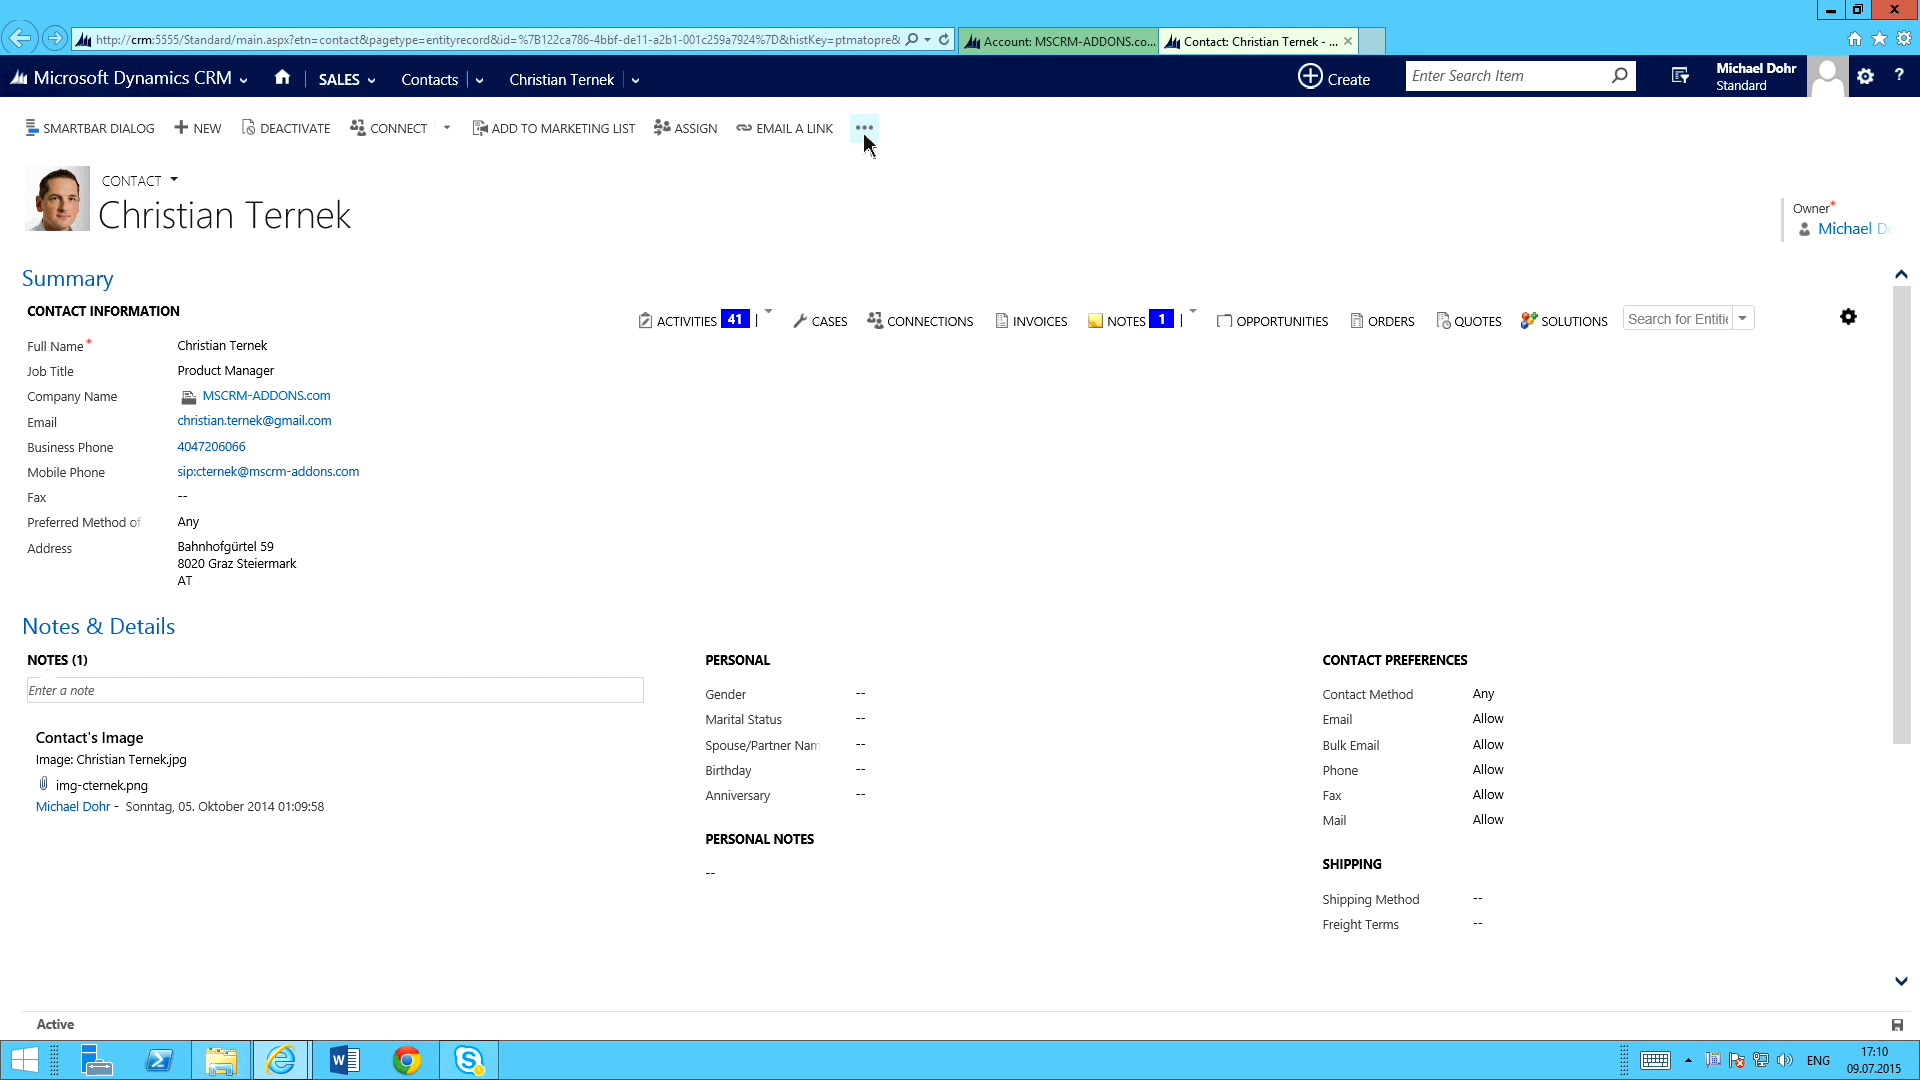 http://crm:5555/Standard/main.aspx?etn=contact&pagetype=entityrecord&id=%7B122ca786-4bbf-de11-a2b1-001c259a7924%7D&histKey=ptmatopre&
Account: MSCRM-ADDONS.co...
Contact: Christian Ternek - ...
Microsoft Dynamics CRM
SALES
Contacts
Christian Ternek
Create
Enter Search Item
Michael Dohr
Standard
?
SMARTBAR DIALOG
NEW
DEACTIVATE
CONNECT
ADD TO MARKETING LIST
ASSIGN
EMAIL A LINK
CONTACT
Christian Ternek
Owner*
Michael D
Summary
CONTACT INFORMATION
ACTIVITIES 41 |
CASES
CONNECTIONS
INVOICES
NOTES 1 |
OPPORTUNITIES
ORDERS
QUOTES
SOLUTIONS
Search for Entitie
Full Name* Christian Ternek
Job Title Product Manager
Company Name MSCRM-ADDONS.com
Email christian.ternek@gmail.com
Business Phone 4047206066
Mobile Phone sip:cternek@mscrm-addons.com
Fax --
Preferred Method of Any
Address Bahnhofgürtel 59
8020 Graz Steiermark
AT
Notes & Details
NOTES (1)
Enter a note
Contact's Image
Image: Christian Ternek.jpg
img-cternek.png
Michael Dohr - Sonntag, 05. Oktober 2014 01:09:58
PERSONAL
Gender --
Marital Status --
Spouse/Partner Nam --
Birthday --
Anniversary --
PERSONAL NOTES
--
CONTACT PREFERENCES
Contact Method Any
Email Allow
Bulk Email Allow
Phone Allow
Fax Allow
Mail Allow
SHIPPING
Shipping Method --
Freight Terms --
Active
ENG
17:10
09.07.2015